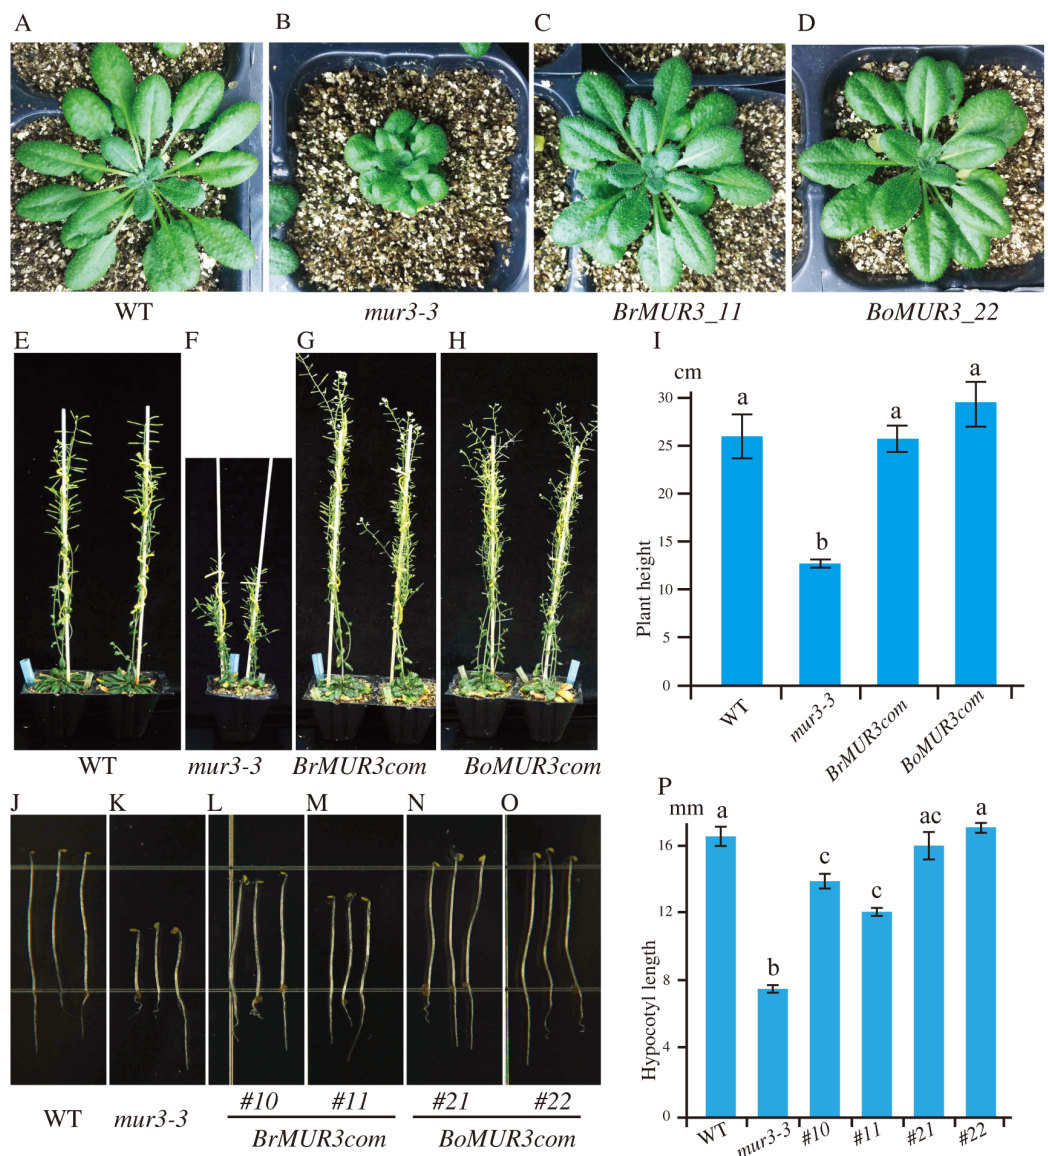 A B C D
WT mur3-3 BrMUR3_11 BoMUR3_22
E F G H I
cm
30
25
20
15
10
5
0
Plant height
a
b
a
a
WT mur3-3 BrMUR3com BoMUR3com
WT mur3-3 BrMUR3com BoMUR3com
J K L M N O P
mm
16
12
8
4
0
Hypocotyl length
a
b
c
c
ac
a
WT mur3-3 #10 #11 #21 #22
WT mur3-3 #10 #11 #21 #22
BrMUR3com BoMUR3com